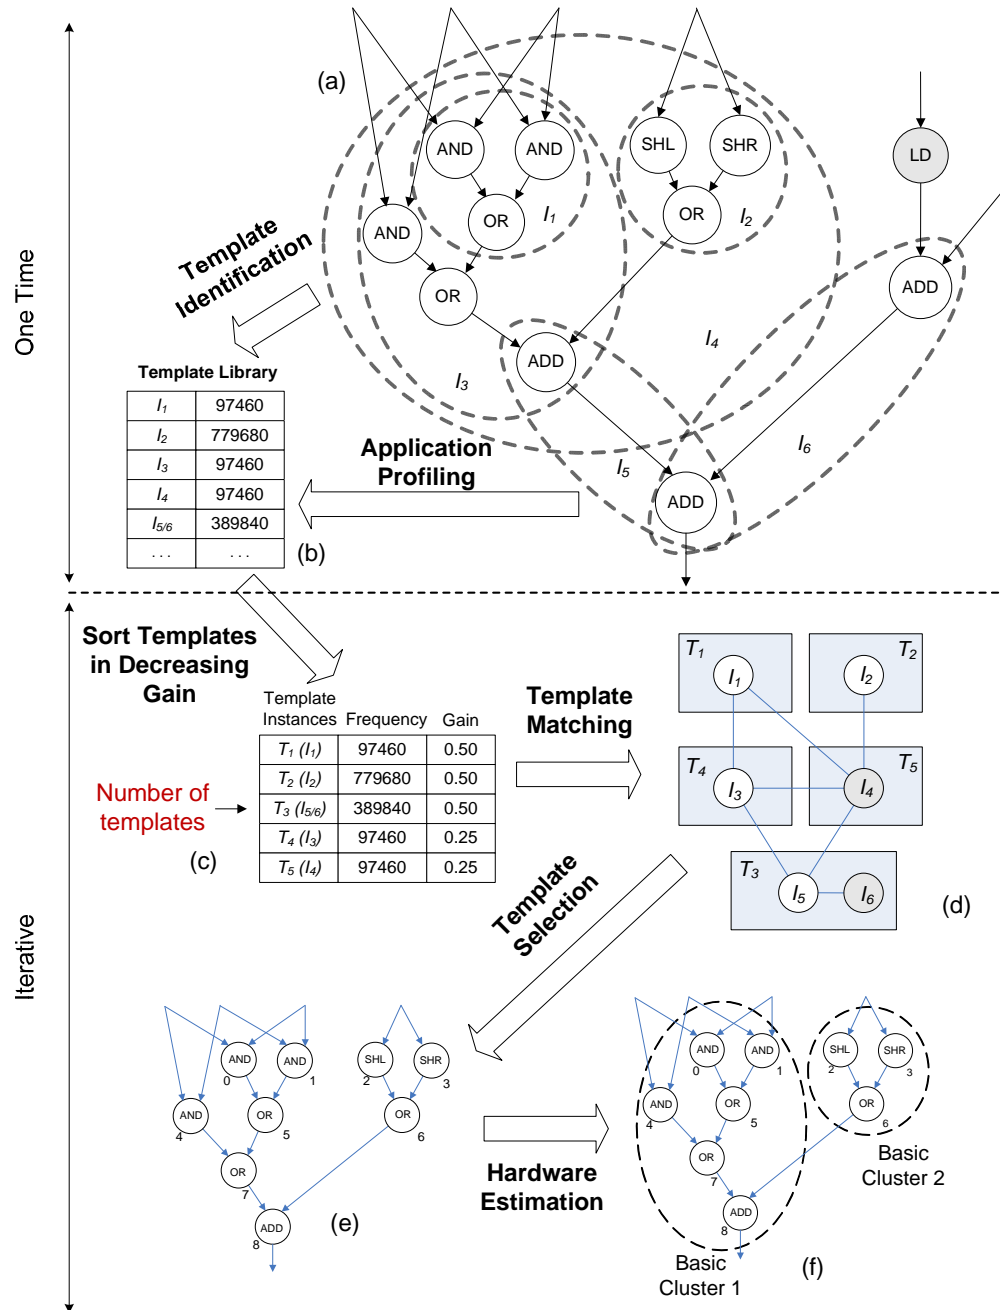 (a)
AND
AND
SHL
SHR
LD
OR
I1
OR
I2
AND
OR
ADD
ADD
I3
I4
I5
I6
ADD
One Time
Template
Identification
Template Library
I1 97460
I2 779680
I3 97460
I4 97460
I5/6 389840
. . . . . .
(b)
Application
Profiling
Iterative
Sort Templates
in Decreasing
Gain
Template
Instances Frequency Gain
T1 (I1) 97460 0.50
T2 (I2) 779680 0.50
T3 (I5/6) 389840 0.50
T4 (I3) 97460 0.25
T5 (I4) 97460 0.25
Number of
templates
(c)
Template
Matching
T1
I1
T2
I2
T4
I3
T5
I4
T3
I5
I6
(d)
Template
Selection
AND
0
AND
1
SHL
2
SHR
3
AND
4
OR
5
OR
6
OR
7
ADD
8
(e)
Hardware
Estimation
AND
0
AND
1
SHL
2
SHR
3
AND
4
OR
5
OR
6
OR
7
ADD
8
Basic
Cluster 2
Basic
Cluster 1
(f)